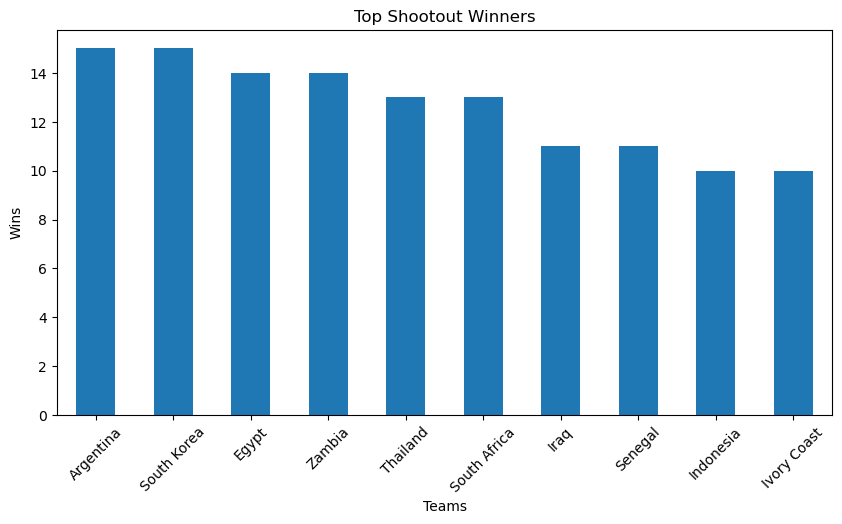 Top Shootout Winners
Wins
14
12
10
8
6
4
2
0
Argentina
South Korea
Egypt
Zambia
Thailand
South Africa
Iraq
Senegal
Indonesia
Ivory Coast
Teams